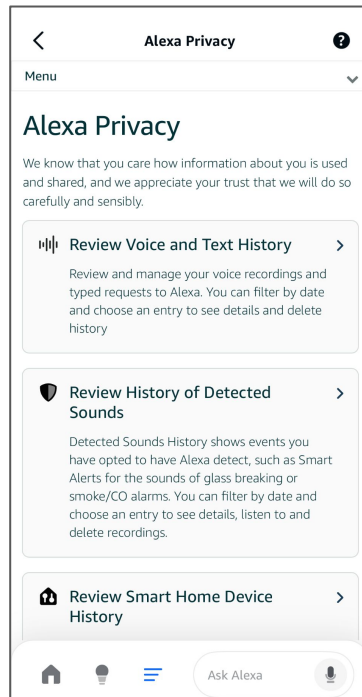 Alexa Privacy
Menu
Alexa Privacy
We know that you care how information about you is used
and shared, and we appreciate your trust that we will do so
carefully and sensibly.
Review Voice and Text History
Review and manage your voice recordings and
typed requests to Alexa. You can filter by date
and choose an entry to see details and delete
history
Review History of Detected
Sounds
Detected Sounds History shows events you
have opted to have Alexa detect, such as Smart
Alerts for the sounds of glass breaking or
smoke/CO alarms. You can filter by date and
choose an entry to see details, listen to and
delete recordings.
Review Smart Home Device
History
Ask Alexa